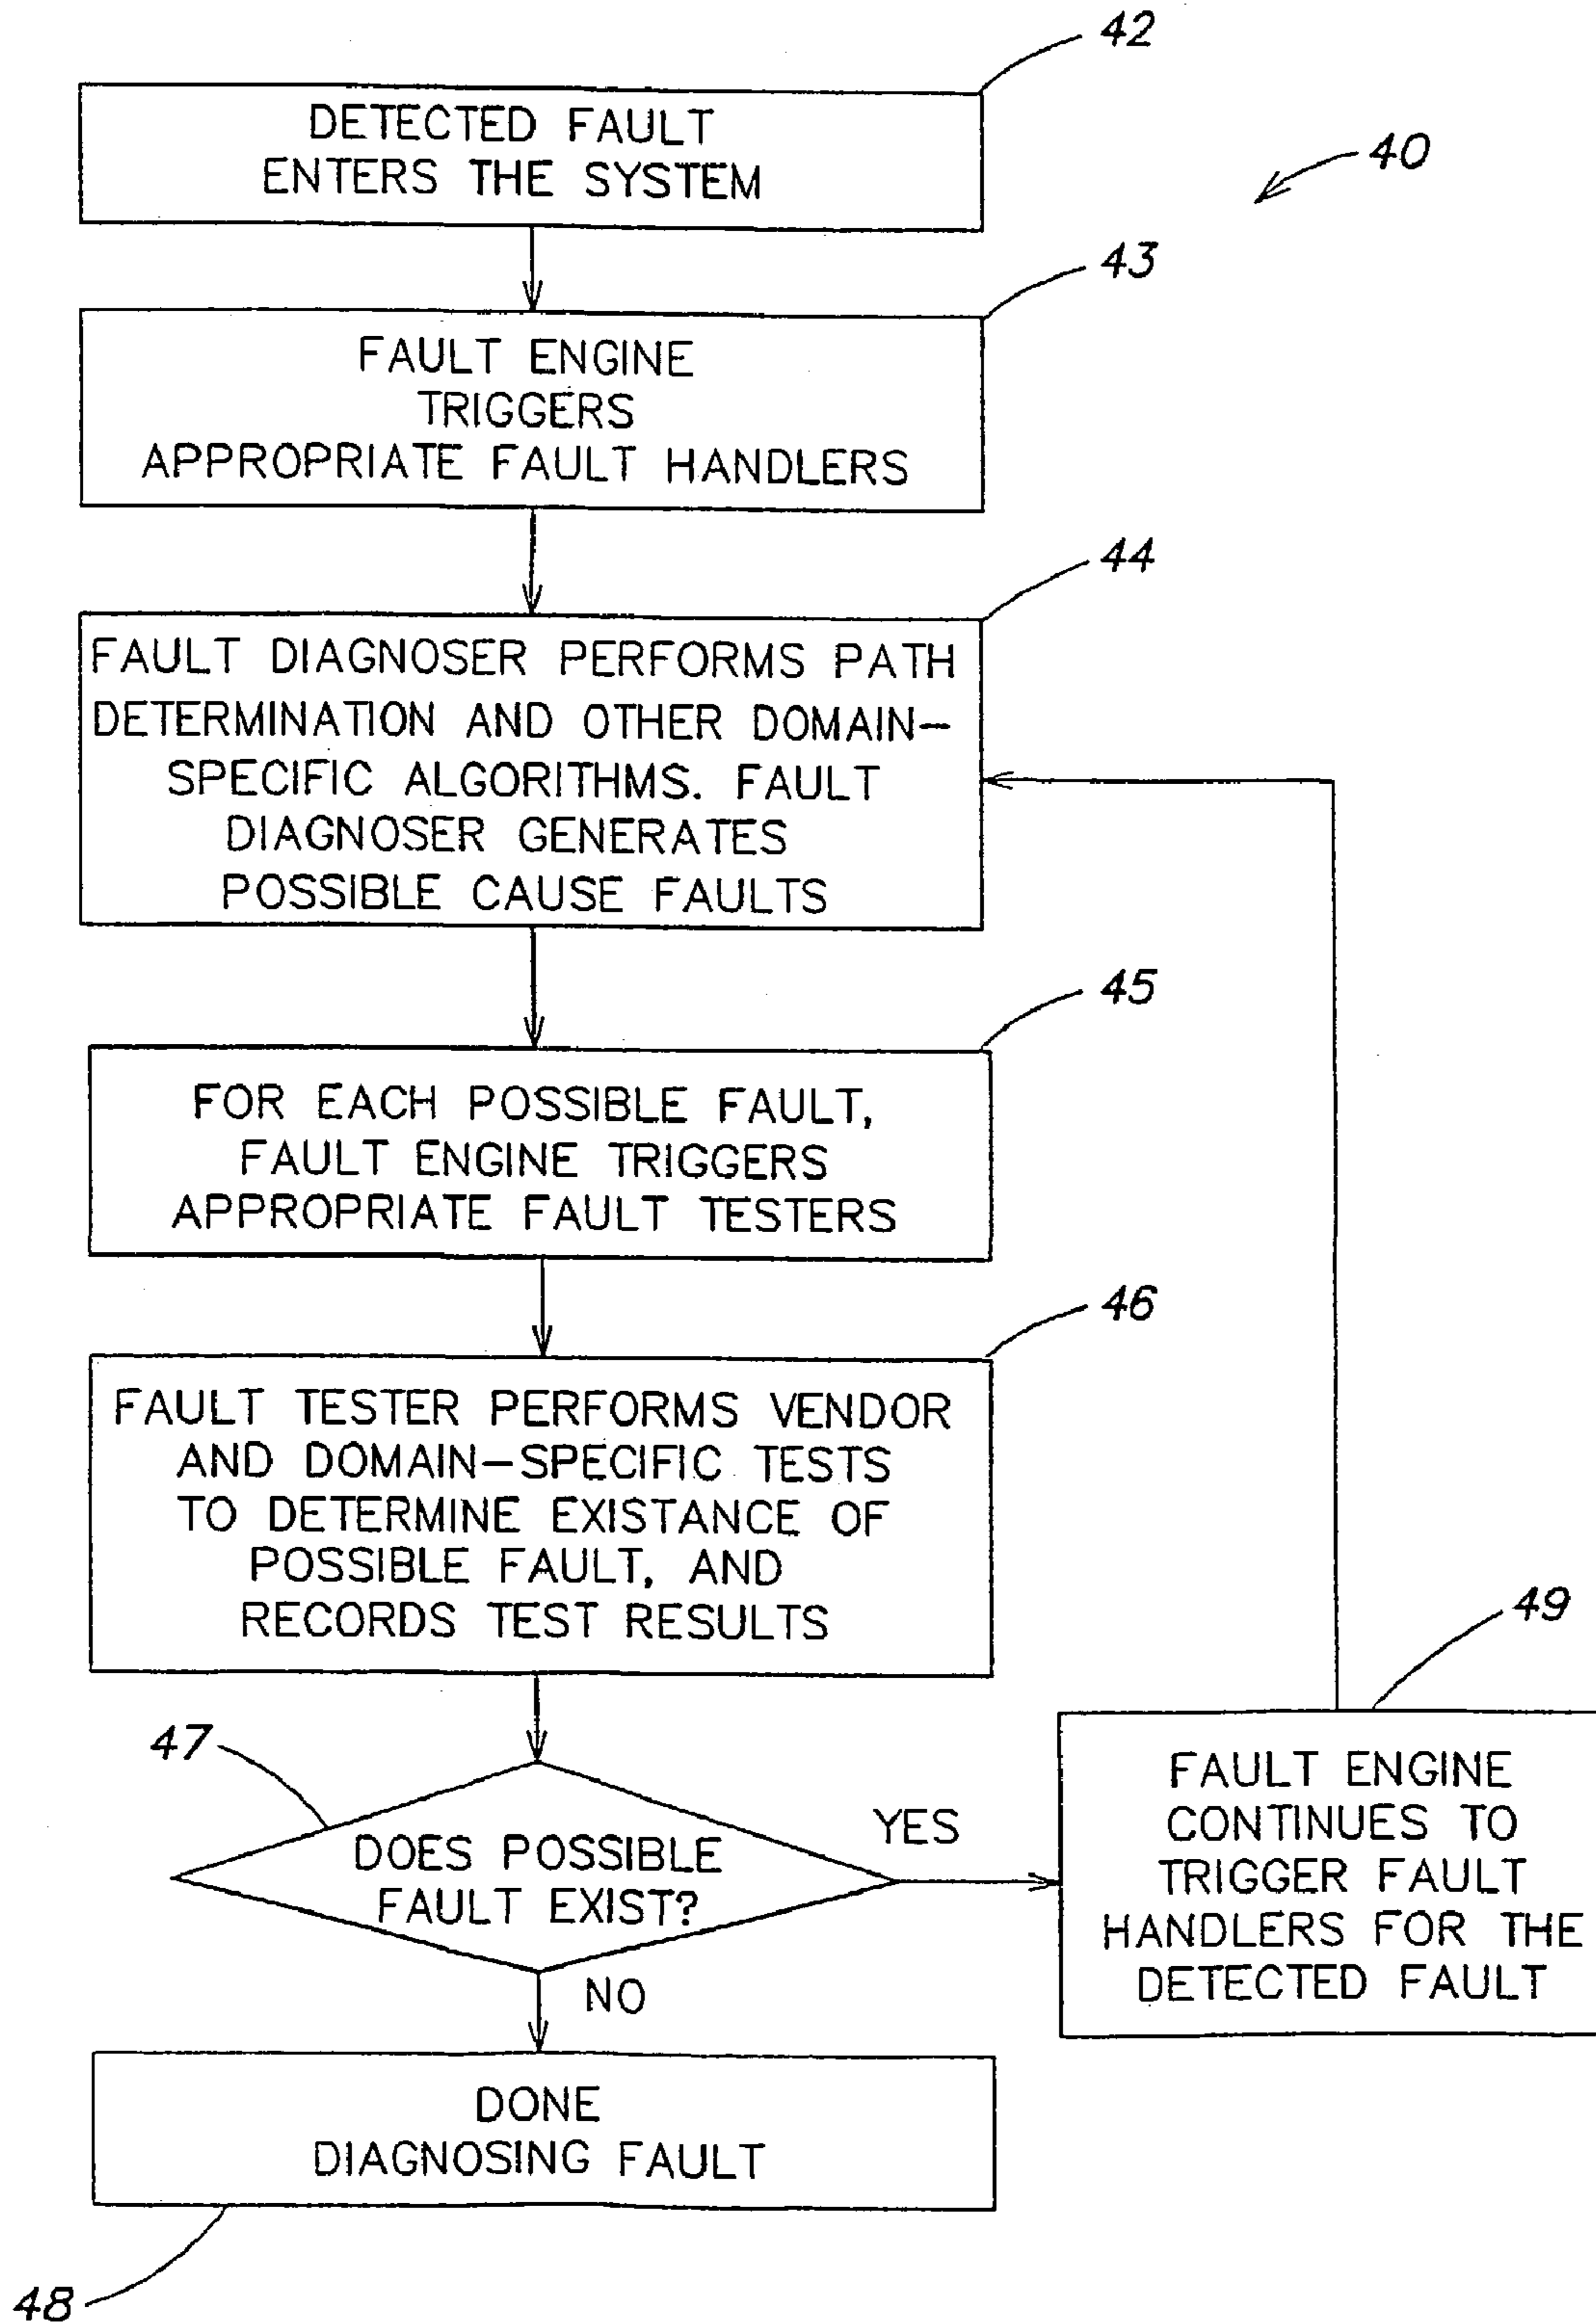 42
DETECTED FAULT
ENTERS THE SYSTEM
40
43
FAULT ENGINE
TRIGGERS
APPROPRIATE FAULT HANDLERS
44
FAULT DIAGNOSER PERFORMS PATH
DETERMINATION AND OTHER DOMAIN–
SPECIFIC ALGORITHMS. FAULT
DIAGNOSER GENERATES
POSSIBLE CAUSE FAULTS
45
FOR EACH POSSIBLE FAULT,
FAULT ENGINE TRIGGERS
APPROPRIATE FAULT TESTERS
46
FAULT TESTER PERFORMS VENDOR
AND DOMAIN–SPECIFIC TESTS
TO DETERMINE EXISTANCE OF
POSSIBLE FAULT, AND
RECORDS TEST RESULTS
47
DOES POSSIBLE
FAULT EXIST?
YES
NO
49
FAULT ENGINE
CONTINUES TO
TRIGGER FAULT
HANDLERS FOR THE
DETECTED FAULT
DONE
DIAGNOSING FAULT
48